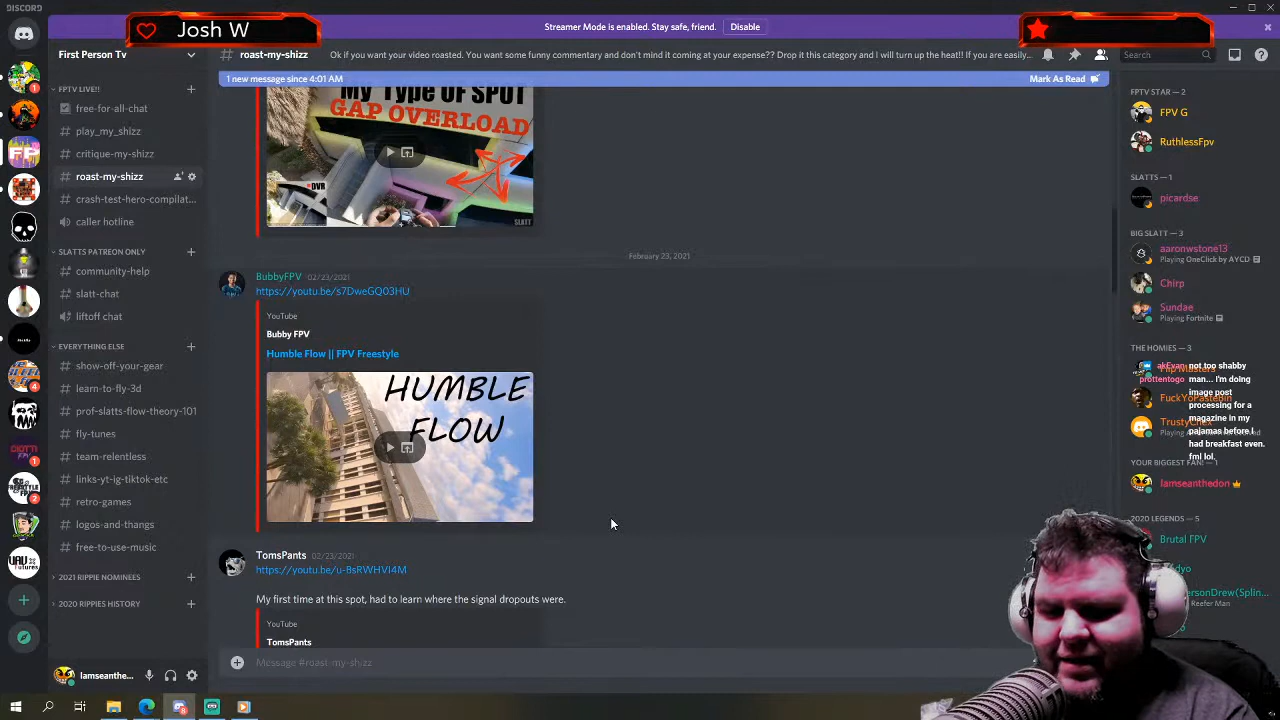 DISCORD
Josh W
Streamer Mode is enabled. Stay safe, friend.
Disable
First Person Tv
roast-my-shizz
Ok if you want your video roasted. You want some funny commentary and don't mind it coming at your expense?? Drop it this category and I will turn up the heat!! If you are easily...
Search
1 new message since 4:01 AM
Mark As Read
FPTV LIVE!!
free-for-all-chat
play_my_shizz
critique-my-shizz
roast-my-shizz
crash-test-hero-compilat...
caller hotline
SLATTS PATREON ONLY
community-help
slatt-chat
liftoff chat
EVERYTHING ELSE
show-off-your-gear
learn-to-fly-3d
prof-slatts-flow-theory-101
fly-tunes
team-relentless
links-yt-ig-tiktok-etc
retro-games
logos-and-thangs
free-to-use-music
2021 RIPPIE NOMINEES
2020 RIPPIES HISTORY
Iamseanthe...
My Type OF SPOT
GAP OVERLOAD
DVR
SLATT
February 23, 2021
BubbyFPV 02/23/2021
https://youtu.be/s7DweGQ03HU
YouTube
Bubby FPV
Humble Flow || FPV Freestyle
HUMBLE
FLOW
TomsPants 02/23/2021
https://youtu.be/u-8sRWHVI4M
My first time at this spot, had to learn where the signal dropouts were.
YouTube
TomsPants
Message #roast-my-shizz
FPTV STAR — 2
FPV G
RuthlessFpv
SLATTS — 1
picardse
BIG SLATT — 3
aaronwstone13
Playing OneClick by AYCD
Chirp
Sundae
Playing Fortnite
THE HOMIES — 3
not too shabby
man... I'm doing
image post
processing for a
magazine in my
pajamas before I
had breakfast even.
fml lol.
YOUR BIGGEST FAN! — 1
Iamseanthedon
2020 LEGENDS — 5
Brutal FPV
Reefer Man